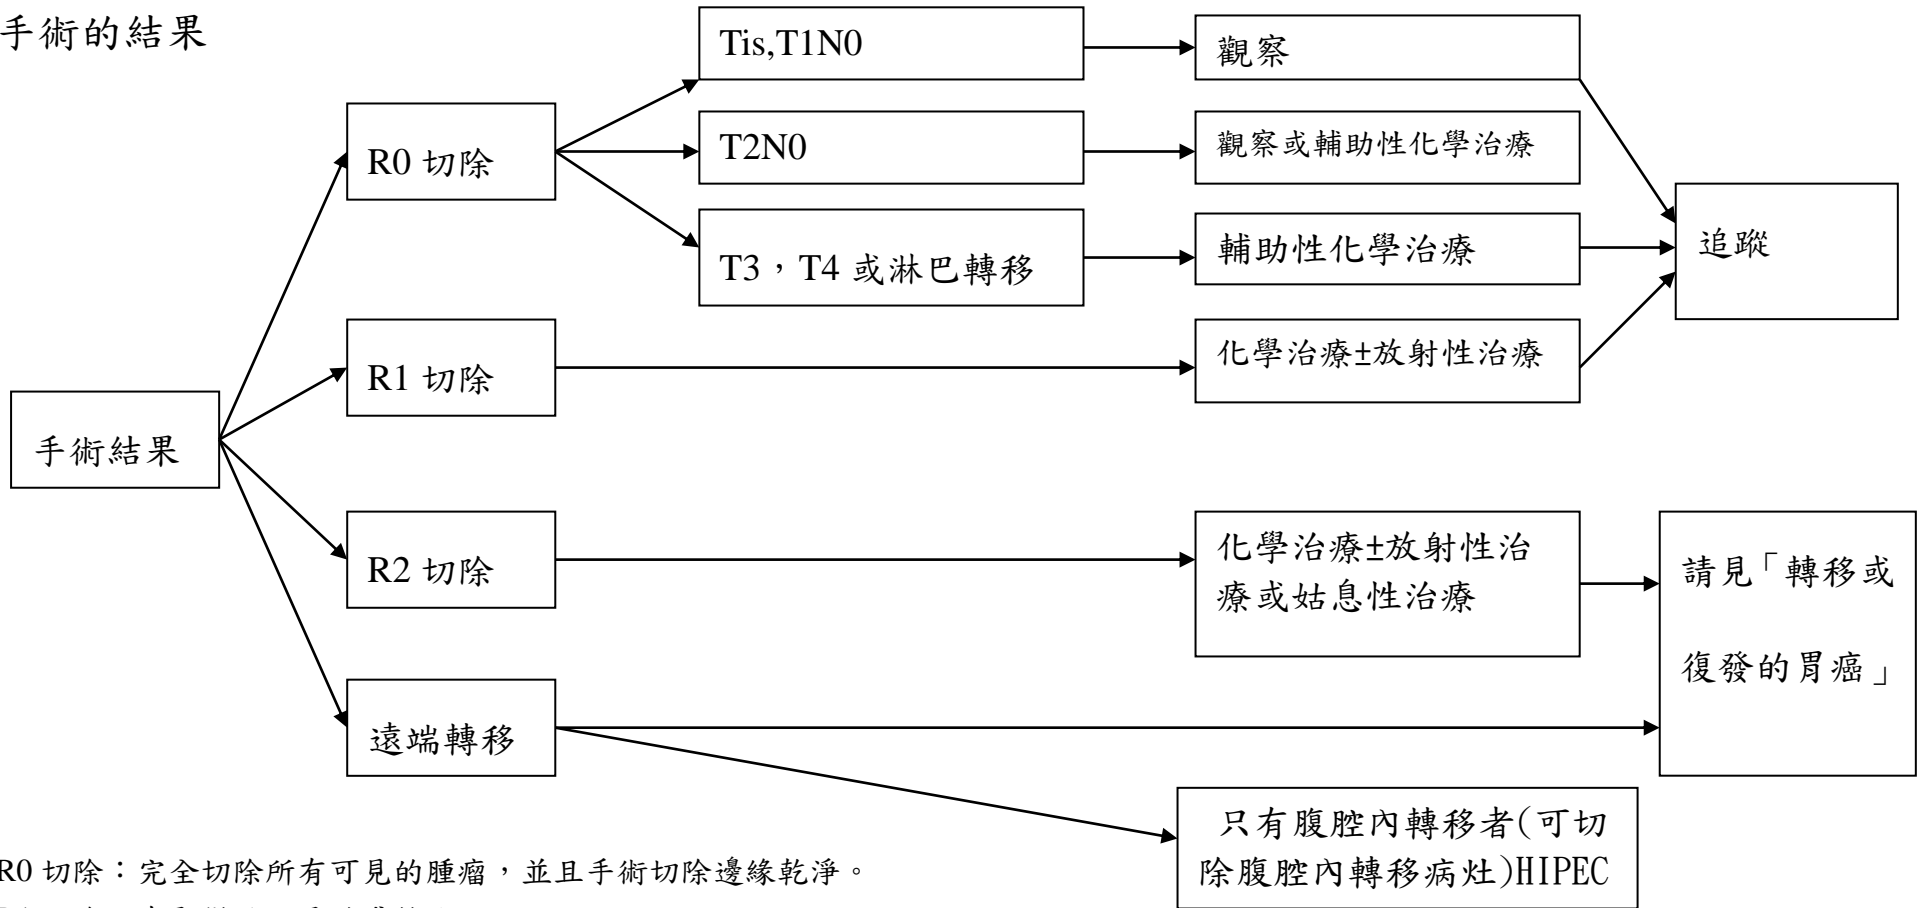 手術的結果
Tis,T1N0
觀察
R0 切除
T2N0
觀察或輔助性化學治療
T3，T4 或淋巴轉移
輔助性化學治療
追蹤
R1 切除
化學治療±放射性治療
手術結果
R2 切除
化學治療±放射性治
療或姑息性治療
請見「轉移或
復發的胃癌」
遠端轉移
只有腹腔內轉移者(可切
除腹腔內轉移病灶)HIPEC
R0 切除：完全切除所有可見的腫瘤，並且手術切除邊緣乾淨。